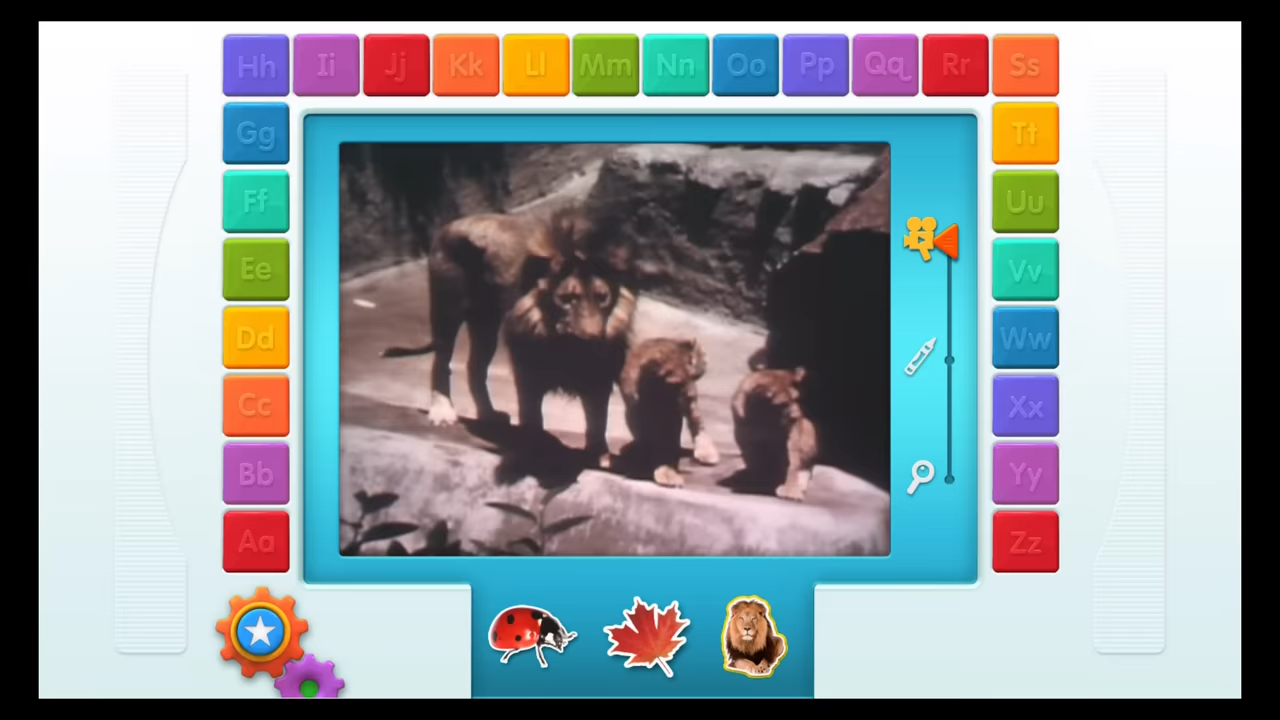 Hh Ii Jj Kk Ll Mm Nn Oo Pp Qq Rr Ss
Gg Tt
Ff Uu
Ee Vv
Dd Ww
Cc Xx
Bb Yy
Aa Zz